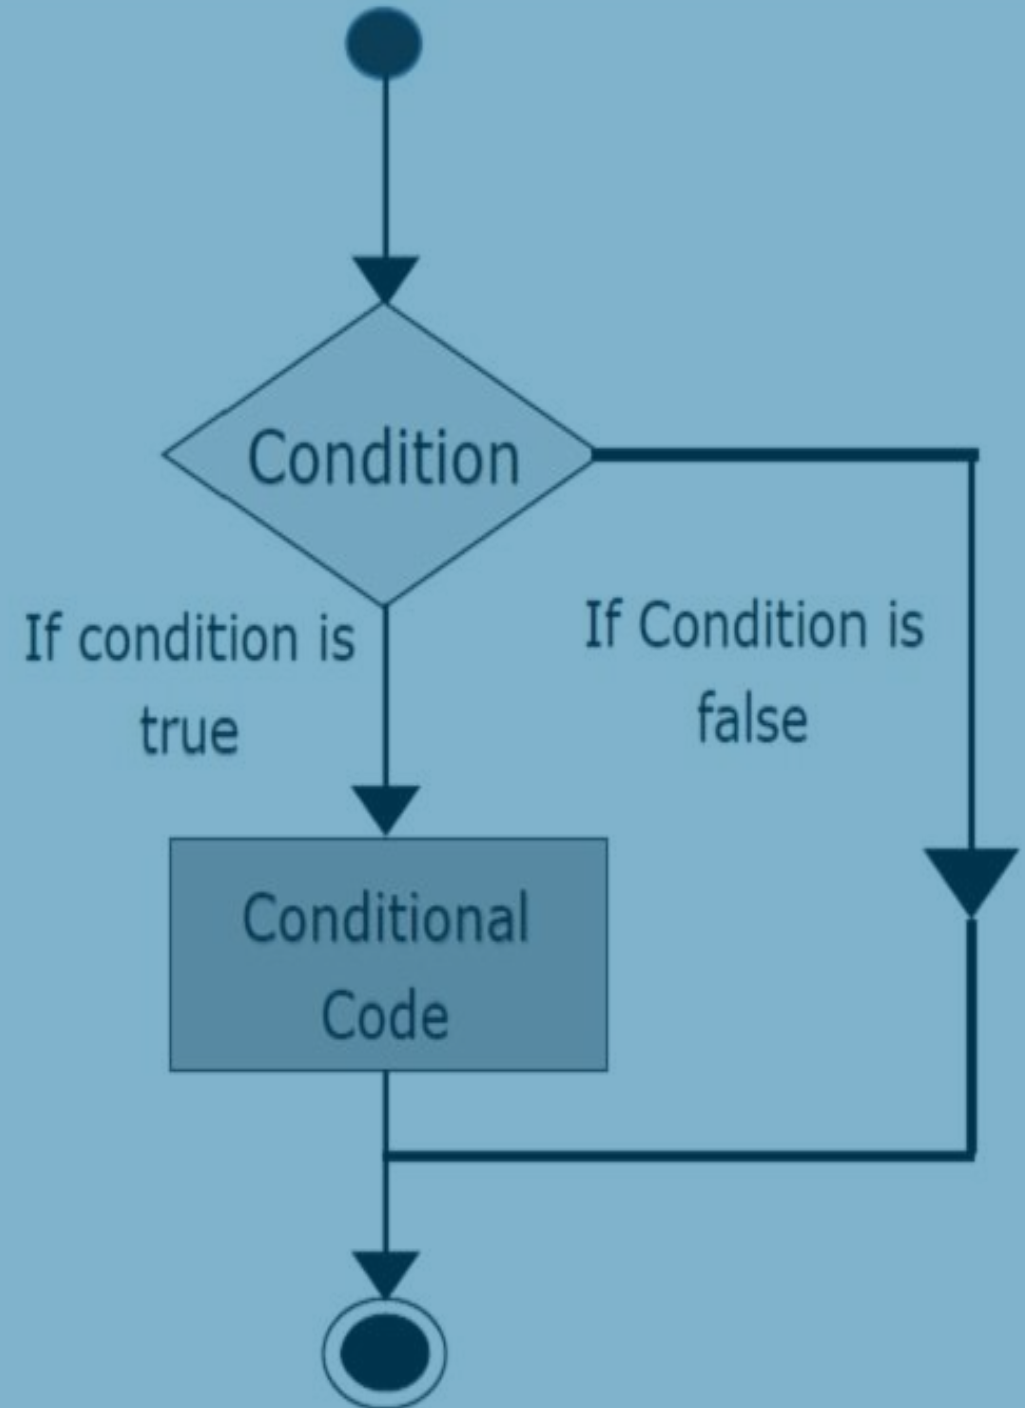 Condition
If condition is
true
If Condition is
false
Conditional
Code